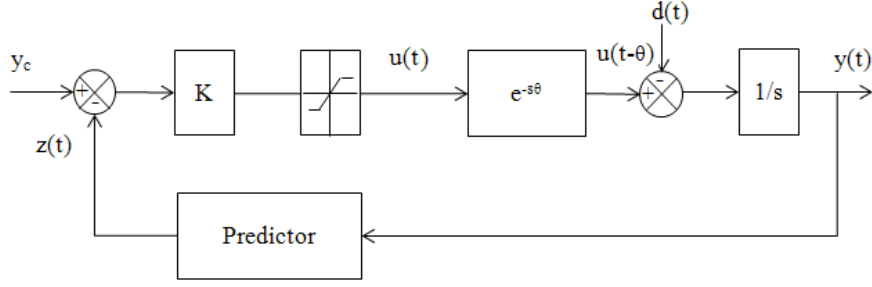 d(t)
y_c
+
-
K
u(t)
e^{-sθ}
u(t-θ)
-
+
1/s
y(t)
z(t)
Predictor